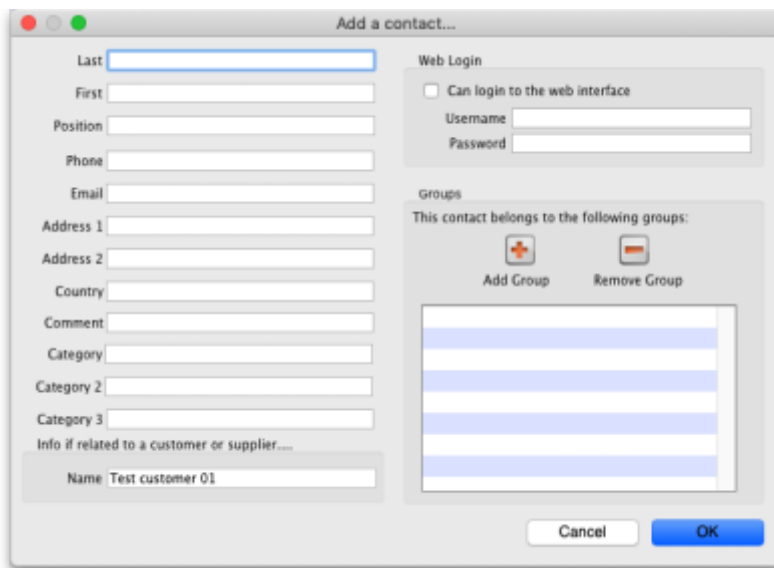 Add a contact...
Last
First
Position
Phone
Email
Address 1
Address 2
Country
Comment
Category
Category 2
Category 3
Info if related to a customer or supplier....
Name Test customer 01
Web Login
Can login to the web interface
Username
Password
Groups
This contact belongs to the following groups:
Add Group Remove Group
Cancel OK